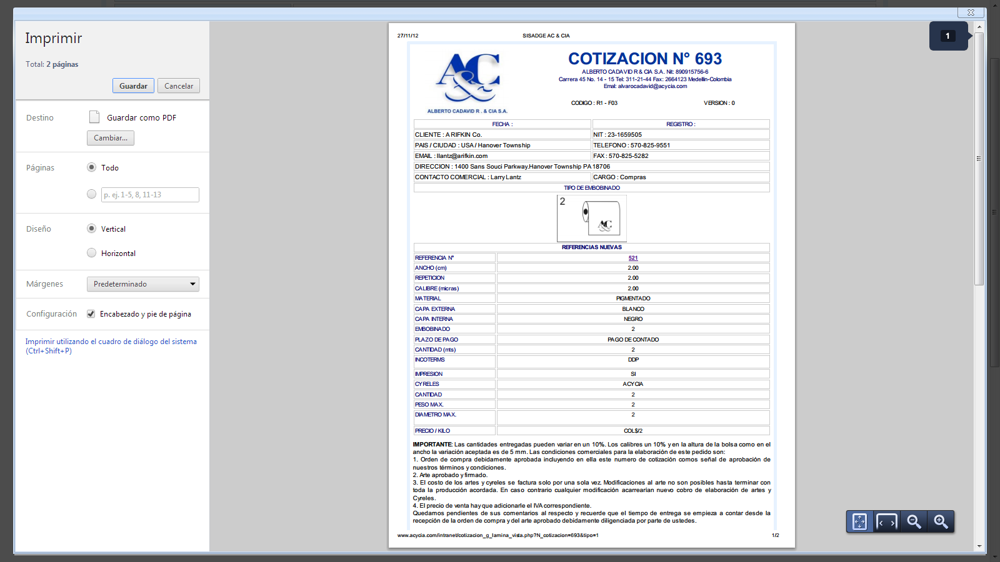 Imprimir
Total: 2 páginas
Guardar
Cancelar
Destino
Guardar como PDF
Cambiar...
Páginas
Todo
p. ej. 1-5, 8, 11-13
Diseño
Vertical
Horizontal
Márgenes
Predeterminado
Configuración
Encabezado y pie de página
Imprimir utilizando el cuadro de diálogo del sistema
(Ctrl+Shift+P)
27/11/12
SISADGE AC & CIA
A&C
ALBERTO CADAVID R . & CIA S.A.
COTIZACION N° 693
ALBERTO CADAVID R & CIA S.A. Nit: 890915756-6
Carrera 45 No. 14 - 15 Tel: 311-21-44 Fax: 2664123 Medellin-Colombia
Emal: alvarocadavid@acycia.com
CODIGO : R1 - F03
VERSION : 0
FECHA :
REGISTRO :
CLIENTE : A RIFKIN Co.
NIT : 23-1659505
PAIS / CIUDAD : USA / Hanover Township
TELEFONO : 570-825-9551
EMAIL : llantz@arifkin.com
FAX : 570-825-5282
DIRECCION : 1400 Sans Souci Parkway.Hanover Township PA 18706
CONTACTO COMERCIAL : Larry Lantz
CARGO : Compras
TIPO DE EMBOBINADO
2
A&C
REFERENCIAS NUEVAS
REFERENCIA Nº
521
ANCHO (cm)
2.00
REPETICION
2.00
CALIBRE (micras)
2.00
MATERIAL
PIGMENTADO
CAPA EXTERNA
BLANCO
CAPA INTERNA
NEGRO
EMBOBINADO
2
PLAZO DE PAGO
PAGO DE CONTADO
CANTIDAD (mts)
2
INCOTERMS
DDP
IMPRESION
SI
CYRELES
ACYCIA
CANTIDAD
2
PESO MAX.
2
DIAMETRO MAX.
2
PRECIO / KILO
COL$/2
IMPORTANTE: Las cantidades entregadas pueden variar en un 10%. Los calibres un 10% y en la altura de la bolsa como en el
ancho la variación aceptada es de 5 mm. Las condiciones comerciales para la elaboración de este pedido son:
1. Orden de compra debidamente aprobada incluyendo en ella este numero de cotización comos señal de aprobación de
nuestros términos y condiciones.
2. Arte aprobado y firmado.
3. El costo de los artes y cyreles se factura solo por una sola vez. Modificaciones al arte no son posibles hasta terminar con
toda la producción acordada. En caso contrario cualquier modificación acarrearían nuevo cobro de elaboración de artes y
Cyreles.
4. El precio de venta hay que adicionarle el IVA correspondiente.
Quedamos pendientes de sus comentarios al respecto y recuerde que el tiempo de entrega se empieza a contar desde la
recepción de la orden de compra y del arte aprobado debidamente diligenciada por parte de ustedes.
www.acycia.com/intranet/cotizacion_g_lamina_vista.php?N_cotizacion=693&tipo=1
1/2
1